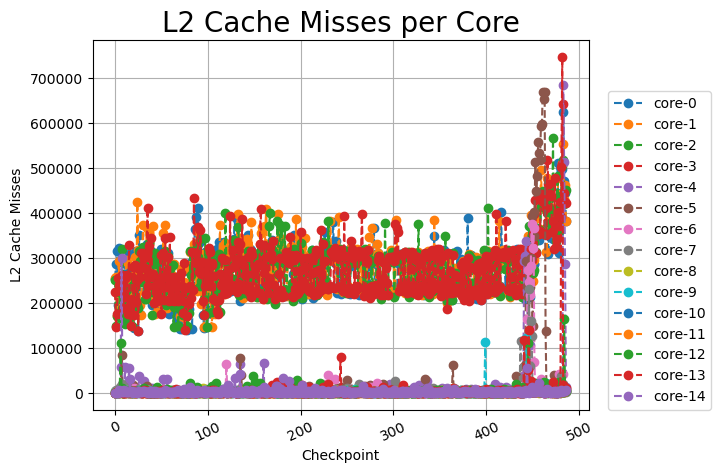 L2 Cache Misses per Core
L2 Cache Misses
700000
600000
500000
400000
300000
200000
100000
0
0
100
200
300
400
500
Checkpoint
core-0
core-1
core-2
core-3
core-4
core-5
core-6
core-7
core-8
core-9
core-10
core-11
core-12
core-13
core-14